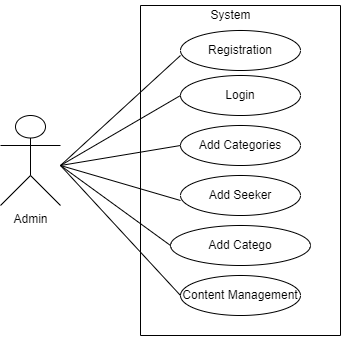 System
Registration
Login
Add Categories
Add Seeker
Admin
Add Catego
Content Management